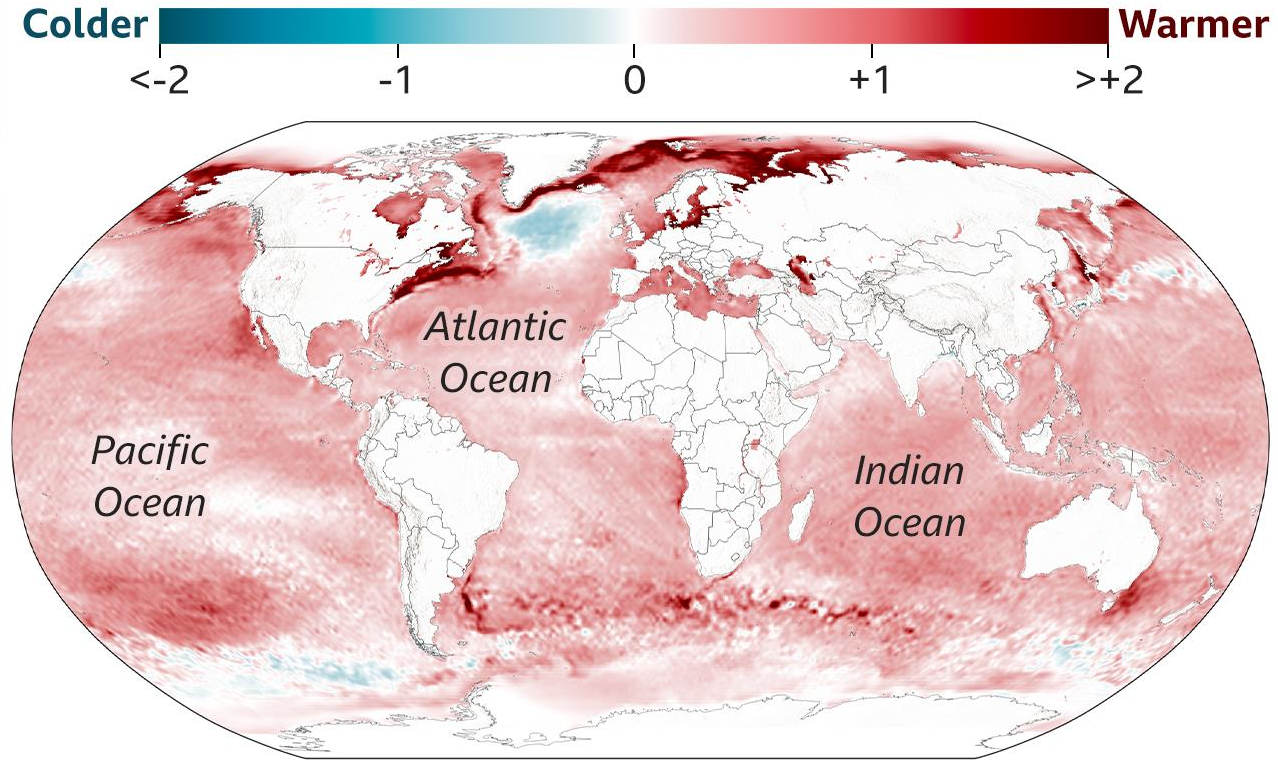 Colder Warmer
<-2 -1 0 +1 >+2
Atlantic
Ocean
Pacific
Ocean
Indian
Ocean